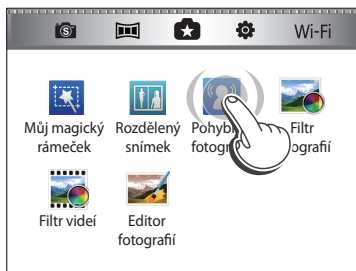 S
Wi-Fi
Můj magický
rámeček
Rozdělený
snímek
Filtr
Filtr videí
Editor
fotografií